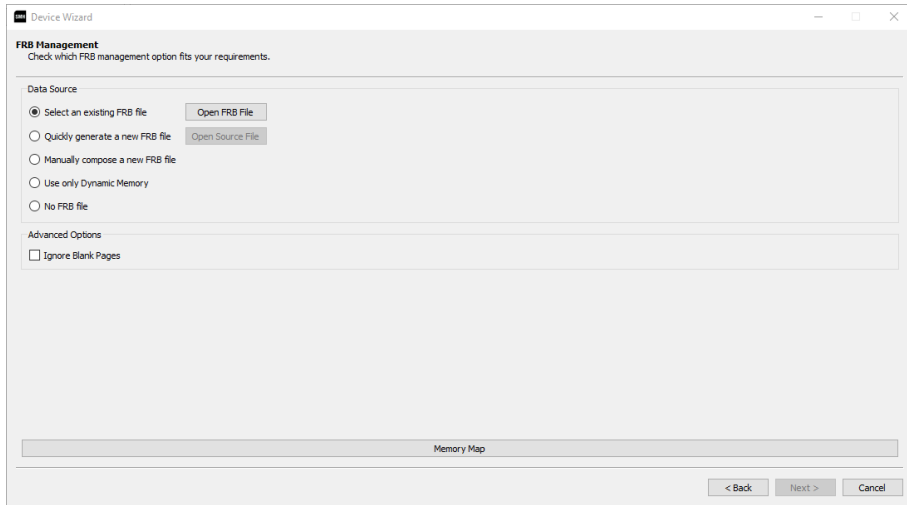 Device Wizard
FRB Management
Check which FRB management option fits your requirements.
Data Source
Select an existing FRB file Open FRB File
Quickly generate a new FRB file Open Source File
Manually compose a new FRB file
Use only Dynamic Memory
No FRB file
Advanced Options
Ignore Blank Pages
Memory Map
< Back Next > Cancel